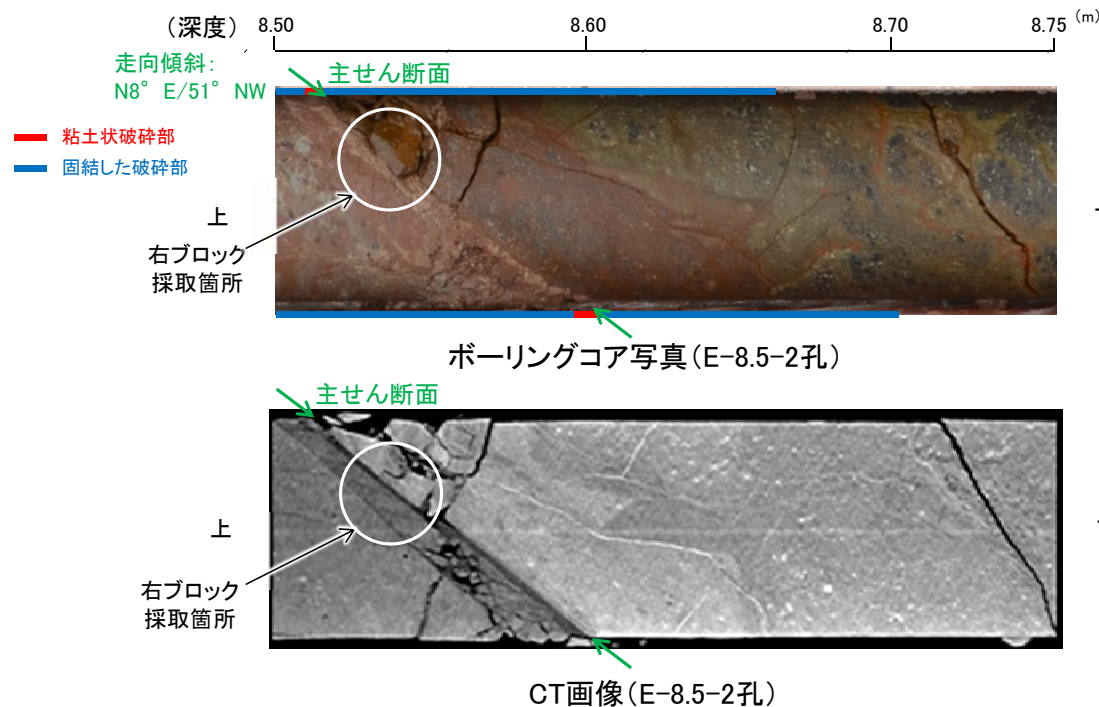 (深度) 8.50 8.60 8.70 8.75 (m)
走向傾斜:
N8° E/51° NW
主せん断面
粘土状破砕部
固結した破砕部
上
右ブロック
採取箇所
ボーリングコア写真(E-8.5-2孔)
主せん断面
上
右ブロック
採取箇所
CT画像(E-8.5-2孔)